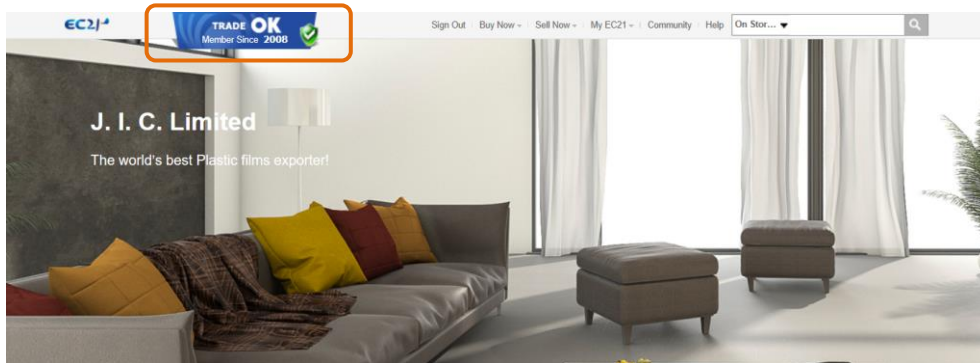 EC21
TRADE OK
Member Since 2008
Sign Out Buy Now Sell Now My EC21 Community Help On Stor...
J. I. C. Limited
The world's best Plastic films exporter!